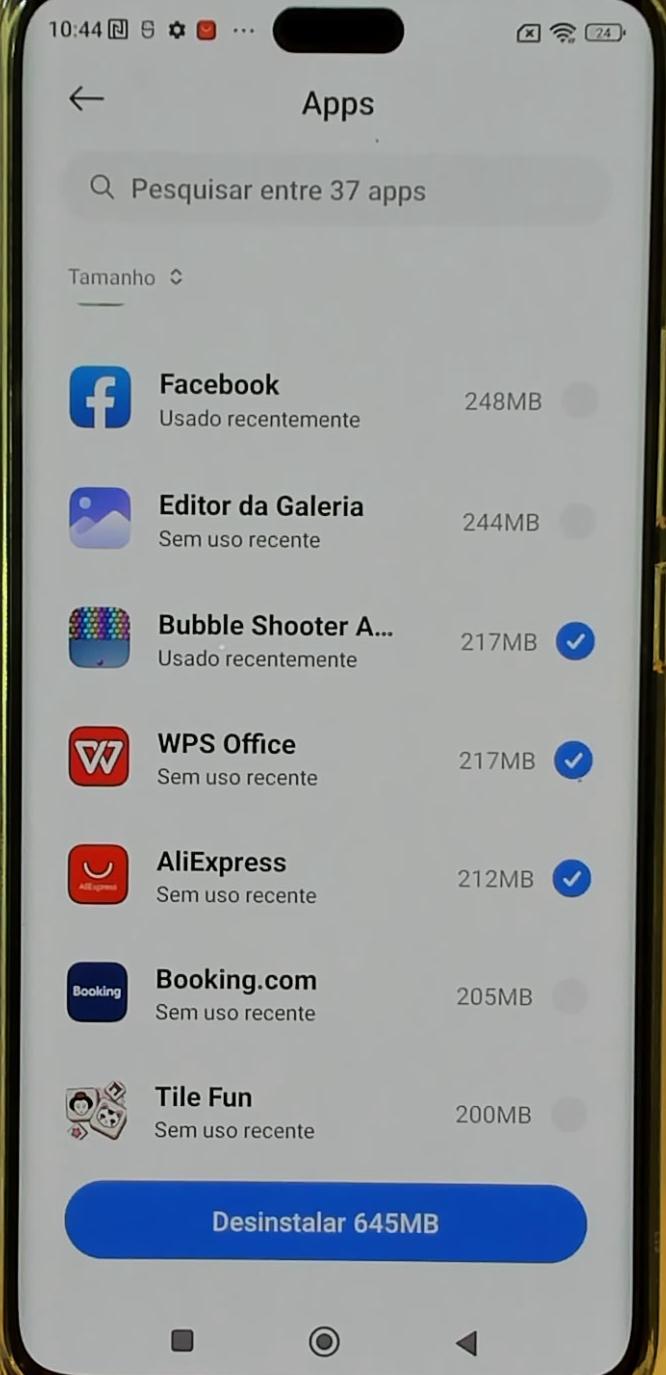 10:44
24
Apps
Pesquisar entre 37 apps
Tamanho
Facebook
248MB
Usado recentemente
Editor da Galeria
244MB
Sem uso recente
Bubble Shooter A...
217MB
Usado recentemente
WPS Office
217MB
Sem uso recente
AliExpress
212MB
AliExpress
Sem uso recente
Booking.com
205MB
Booking
Sem uso recente
Tile Fun
200MB
Sem uso recente
Desinstalar 645MB